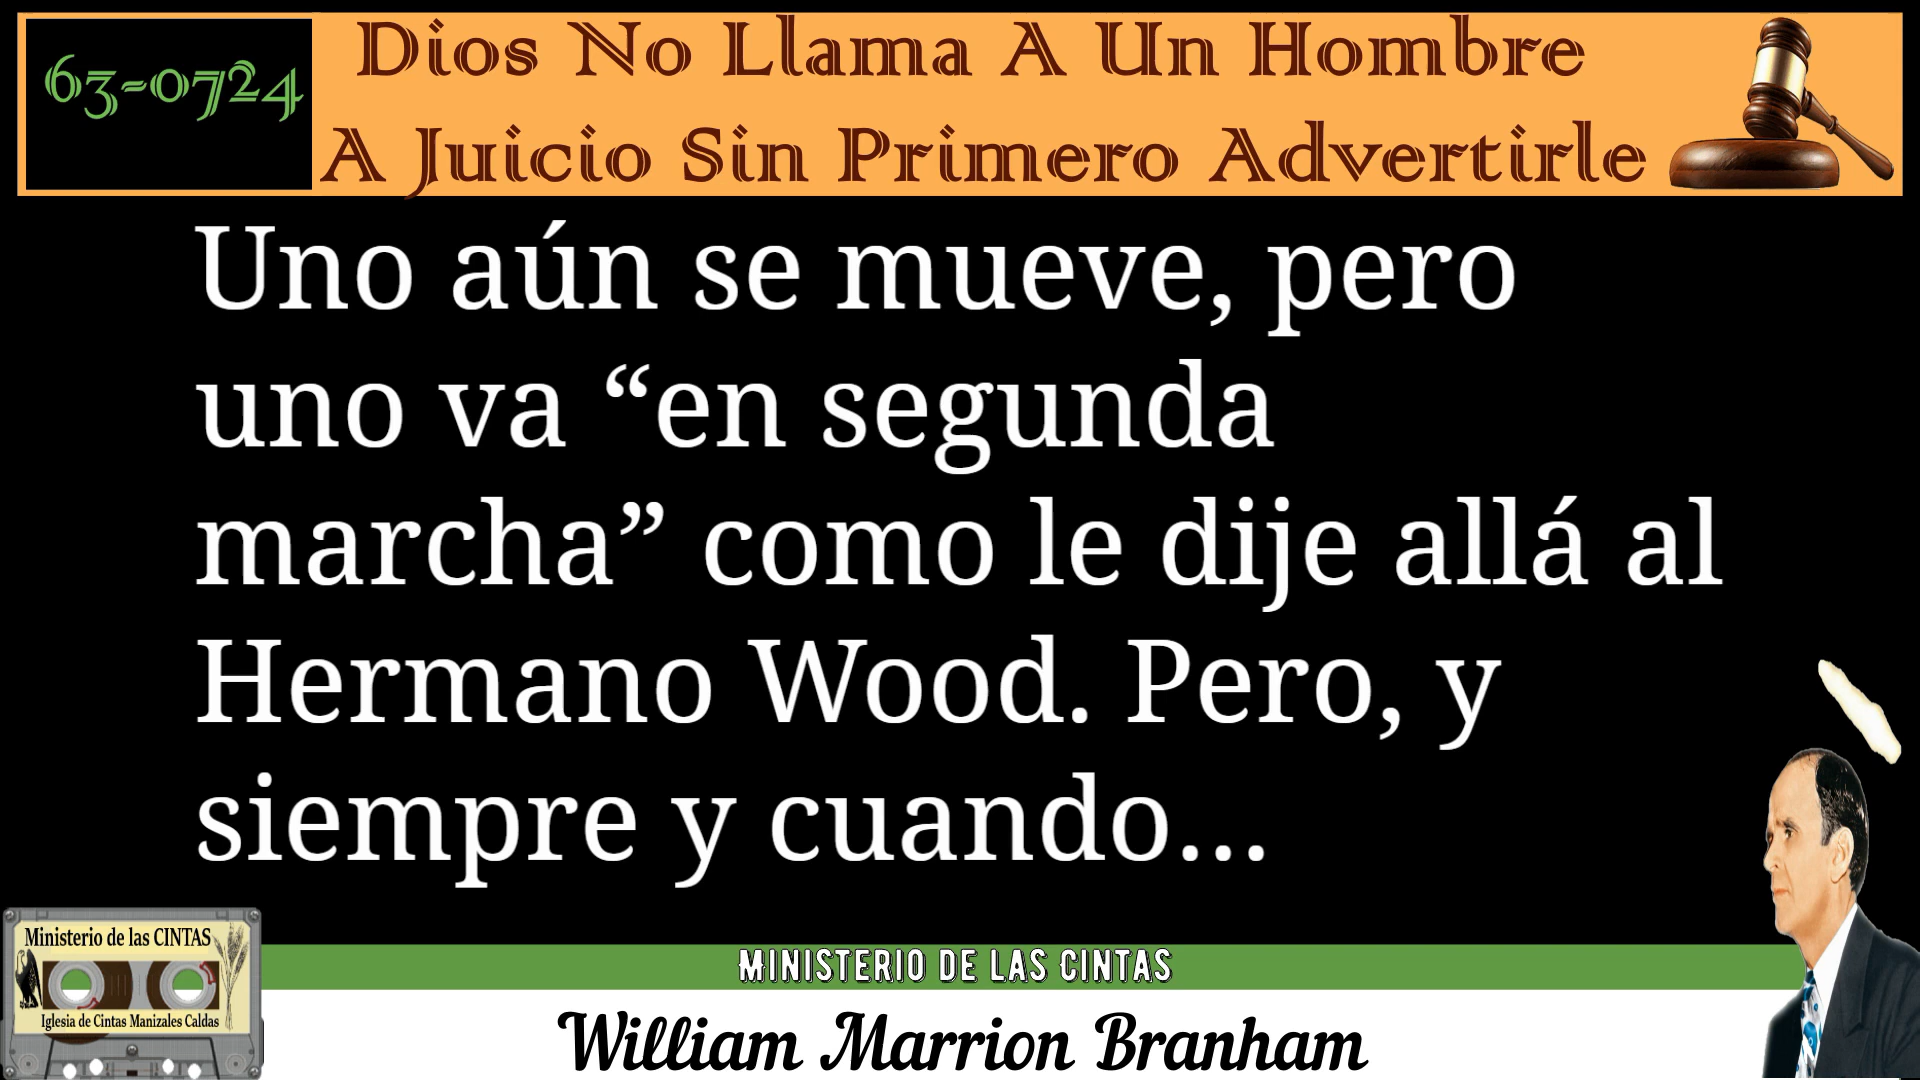 63-0724
Dios No Llama A Un Hombre
A Juicio Sin Primero Advertirle
Uno aún se mueve, pero
uno va “en segunda
marcha” como le dije allá al
Hermano Wood. Pero, y
siempre y cuando...
Ministerio de las CINTAS
Iglesia de Cintas Manizales Caldas
MINISTERIO DE LAS CINTAS
William Marrion Branham